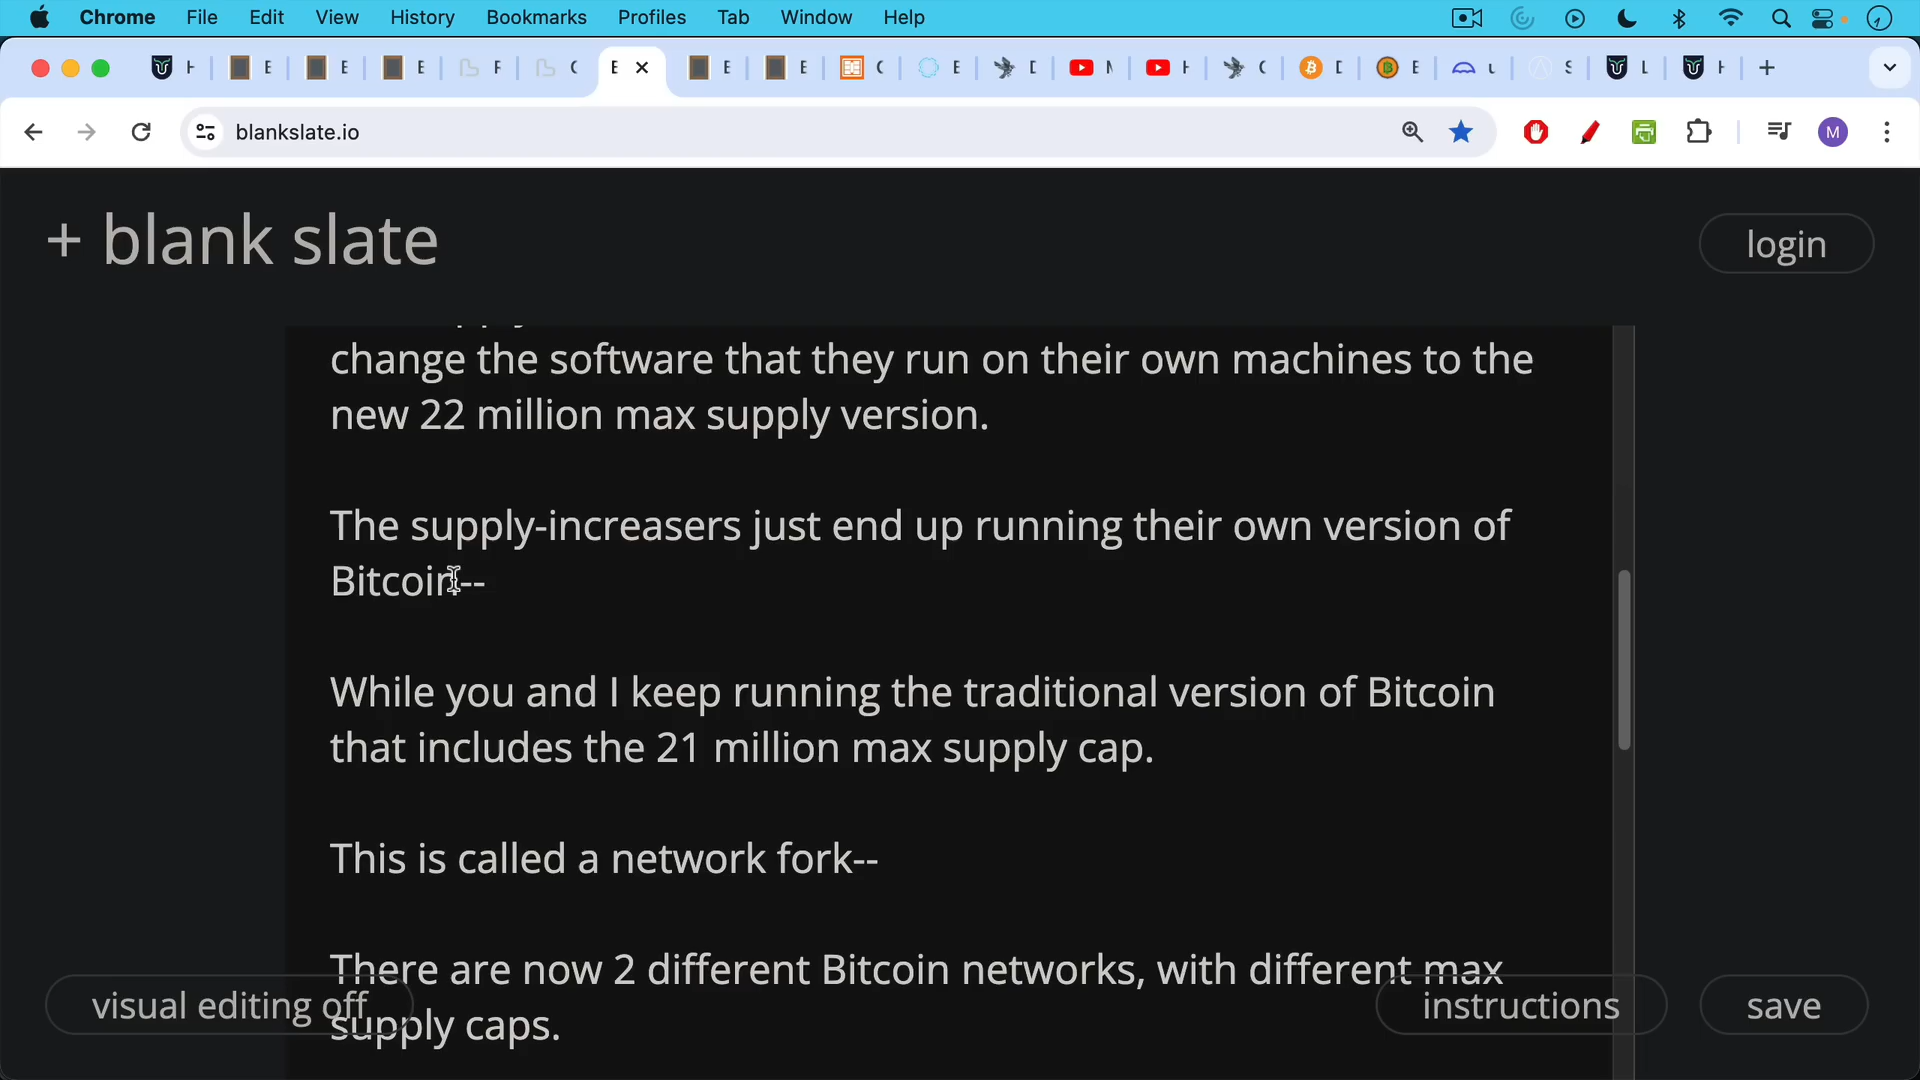 Chrome File Edit View History Bookmarks Profiles Tab Window Help
H E E E F C E E E C E D M H C D E u S L H
blankslate.io
M
+ blank slate
login
change the software that they run on their own machines to the
new 22 million max supply version.
The supply-increasers just end up running their own version of
Bitcoin--
While you and I keep running the traditional version of Bitcoin
that includes the 21 million max supply cap.
This is called a network fork--
There are now 2 different Bitcoin networks, with different max
supply caps.
visual editing off
instructions
save